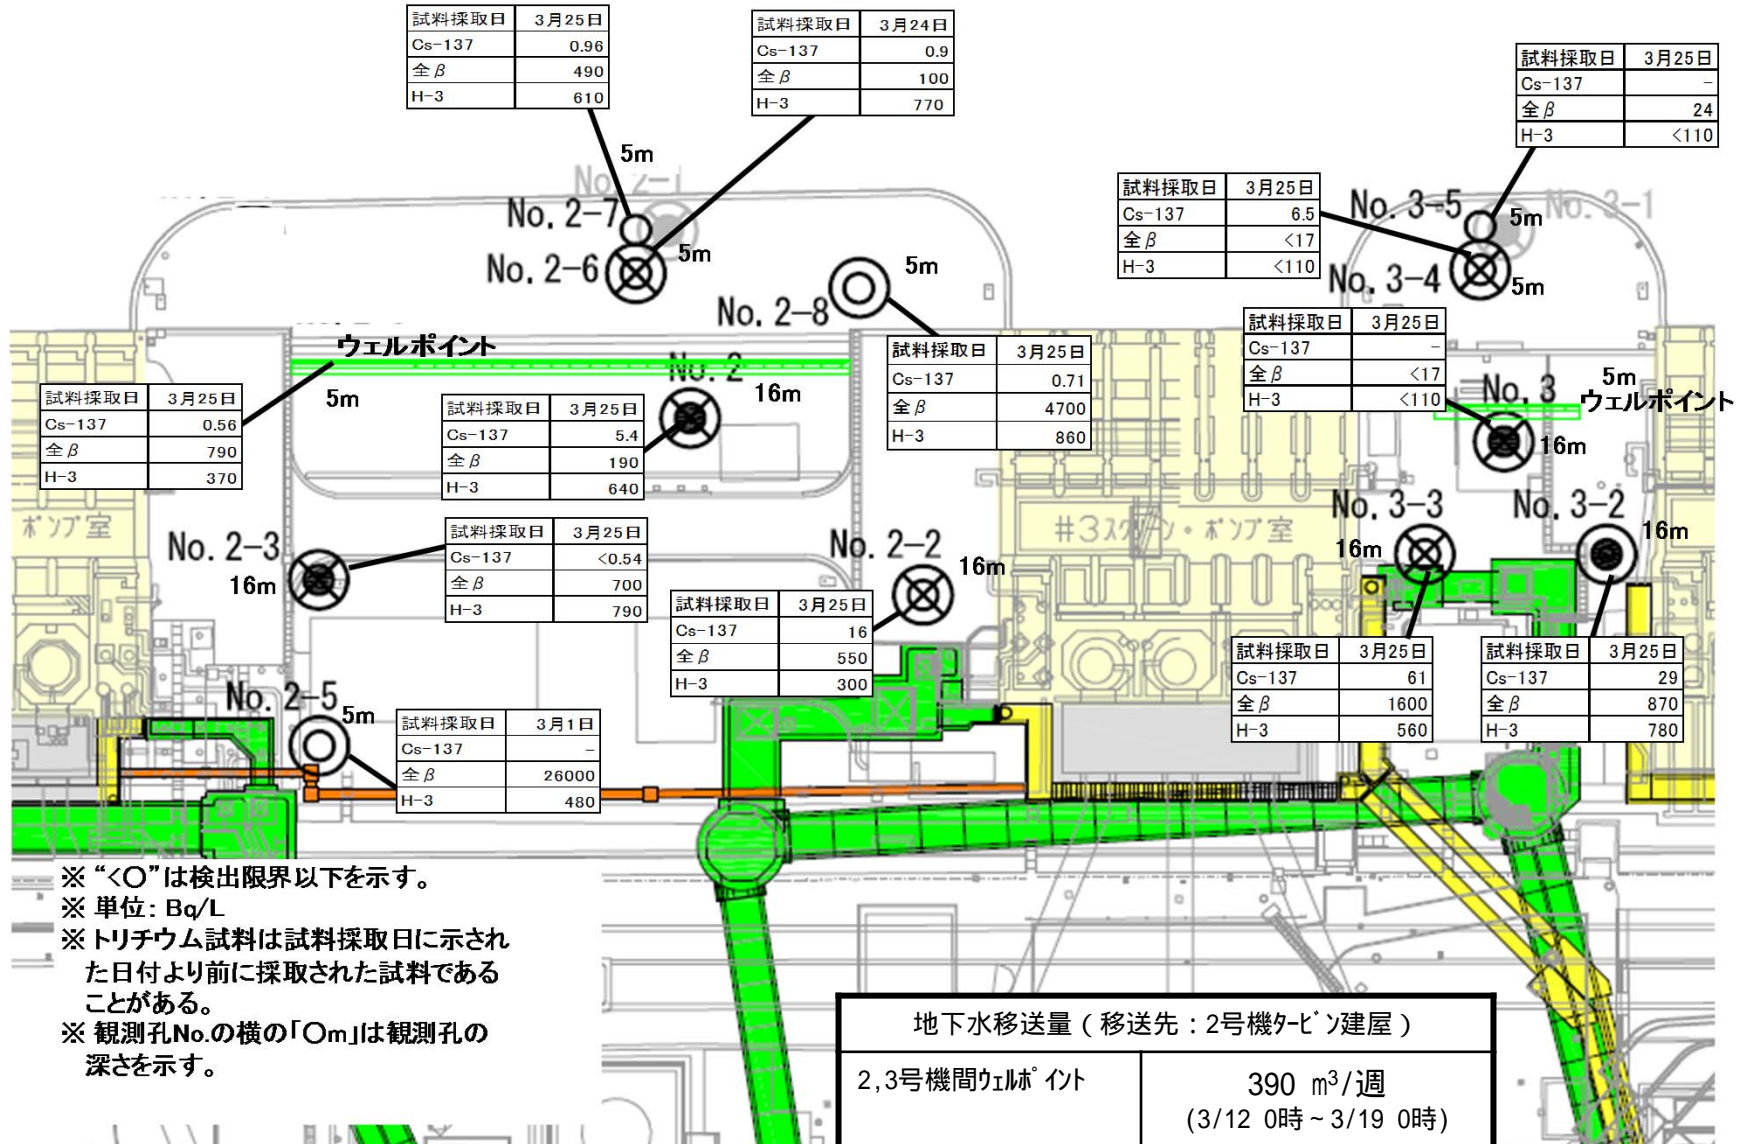 試料採取日 3月25日
Cs-137 0.96
全β 490
H-3 610
試料採取日 3月24日
Cs-137 0.9
全β 100
H-3 770
試料採取日 3月25日
Cs-137 -
全β 24
H-3 <110
5m
No. 2-1
No. 2-7
No. 2-6
5m
試料採取日 3月25日
Cs-137 6.5
全β <17
H-3 <110
No. 3-5
5m
No. 3-1
No. 3-4
5m
No. 2-8
5m
試料採取日 3月25日
Cs-137 0.71
全β 4700
H-3 860
試料採取日 3月25日
Cs-137 -
全β <17
H-3 <110
ウェルポイント
5m
No. 2
16m
No. 3
5m
ウェルポイント
16m
試料採取日 3月25日
Cs-137 0.56
全β 790
H-3 370
試料採取日 3月25日
Cs-137 5.4
全β 190
H-3 640
ポンプ室
#3スクリーン・ポンプ室
No. 2-3
16m
試料採取日 3月25日
Cs-137 <0.54
全β 700
H-3 790
No. 2-2
16m
試料採取日 3月25日
Cs-137 16
全β 550
H-3 300
No. 3-3
16m
No. 3-2
16m
試料採取日 3月25日
Cs-137 61
全β 1600
H-3 560
試料採取日 3月25日
Cs-137 29
全β 870
H-3 780
No. 2-5
5m
試料採取日 3月1日
Cs-137 -
全β 26000
H-3 480
※ “<〇”は検出限界以下を示す。
※ 単位: Bq/L
※ トリチウム試料は試料採取日に示され
た日付より前に採取された試料である
ことがある。
※ 観測孔No.の横の「〇m」は観測孔の
深さを示す。
地下水移送量（移送先：2号機ﾀｰﾋﾞﾝ建屋）
2,3号機間ｳｪﾙﾎﾟｲﾝﾄ 390 m³/週
(3/12 0時～3/19 0時)